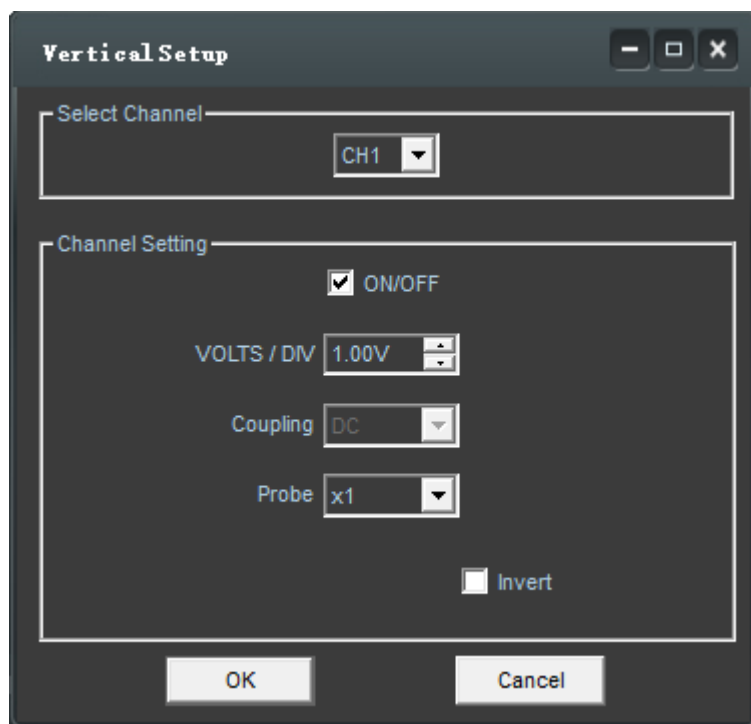 Vertical Setup
Select Channel
CH1
Channel Setting
ON/OFF
VOLTS / DIV 1.00V
Coupling DC
Probe x1
Invert
OK Cancel